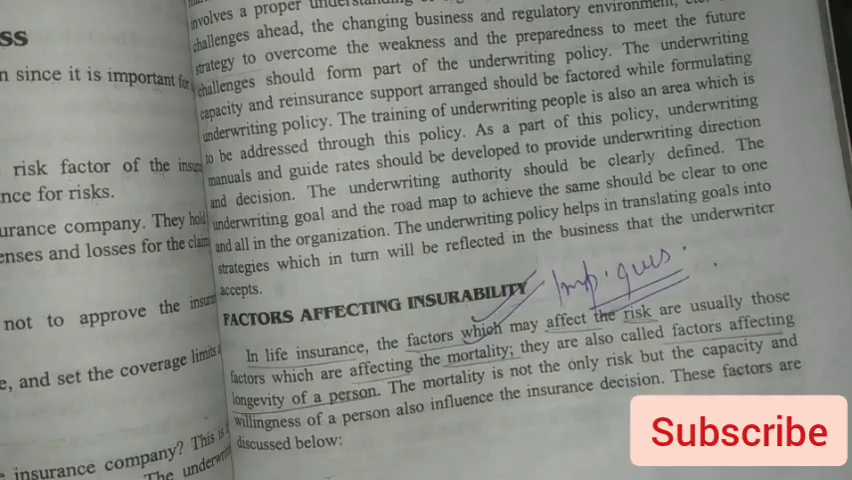 ss
n since it is important for
risk factor of the insu
nce for risks.
urance company. They hold
enses and losses for the claim
not to approve the insur
e, and set the coverage limits
insurance company? This is
The underwri
involves a proper
challenges ahead, the changing business and regulatory environment,
strategy to overcome the weakness and the preparedness to meet the future
challenges should form part of the underwriting policy. The underwriting
capacity and reinsurance support arranged should be factored while formulating
underwriting policy. The training of underwriting people is also an area which is
to be addressed through this policy. As a part of this policy, underwriting
manuals and guide rates should be developed to provide underwriting direction
and decision. The underwriting authority should be clearly defined. The
underwriting goal and the road map to achieve the same should be clear to one
and all in the organization. The underwriting policy helps in translating goals into
strategies which in turn will be reflected in the business that the underwriter
accepts.
Imp. ques.
FACTORS AFFECTING INSURABILITY
In life insurance, the factors which may affect the risk are usually those
factors which are affecting the mortality; they are also called factors affecting
longevity of a person. The mortality is not the only risk but the capacity and
willingness of a person also influence the insurance decision. These factors are
discussed below:
Subscribe